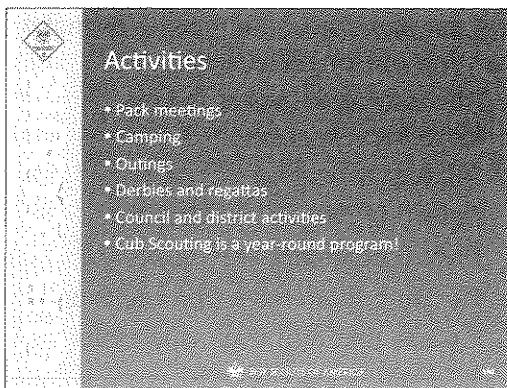 Activities
• Pack meetings
• Camping
• Outings
• Derbies and regattas
• Council and district activities
• Cub Scouting is a year-round program!